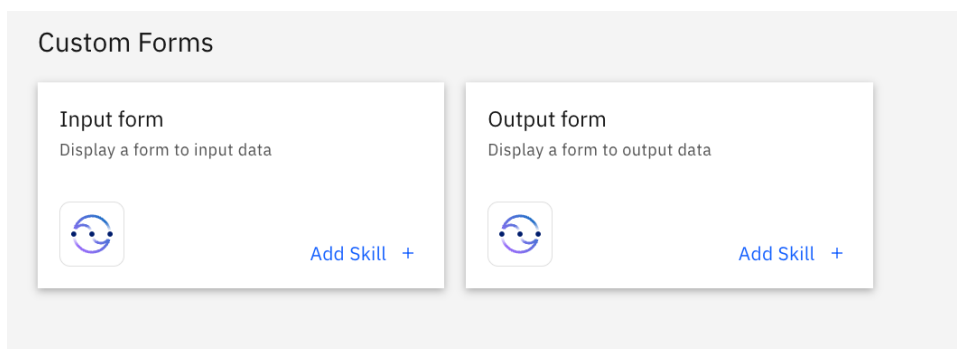 Custom Forms
Input form
Display a form to input data
Add Skill +
Output form
Display a form to output data
Add Skill +